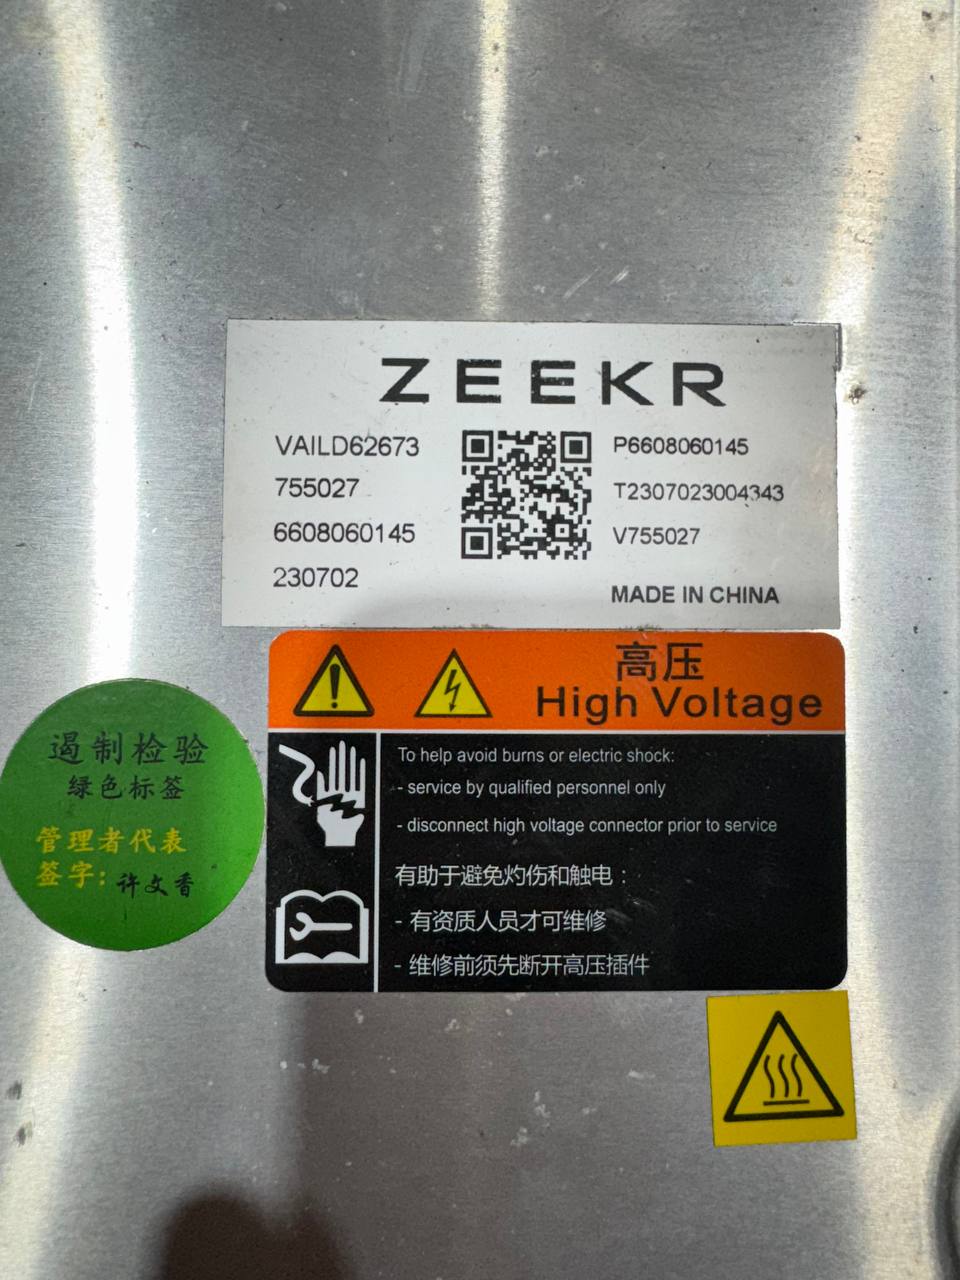 ZEEKR
VAILD62673
755027
6608060145
230702
P6608060145
T2307023004343
V755027
MADE IN CHINA
高压
High Voltage
To help avoid burns or electric shock:
- service by qualified personnel only
- disconnect high voltage connector prior to service
有助于避免灼伤和触电：
- 有资质人员才可维修
- 维修前须先断开高压插件
遏制检验
绿色标签
管理者代表
签字：许文香